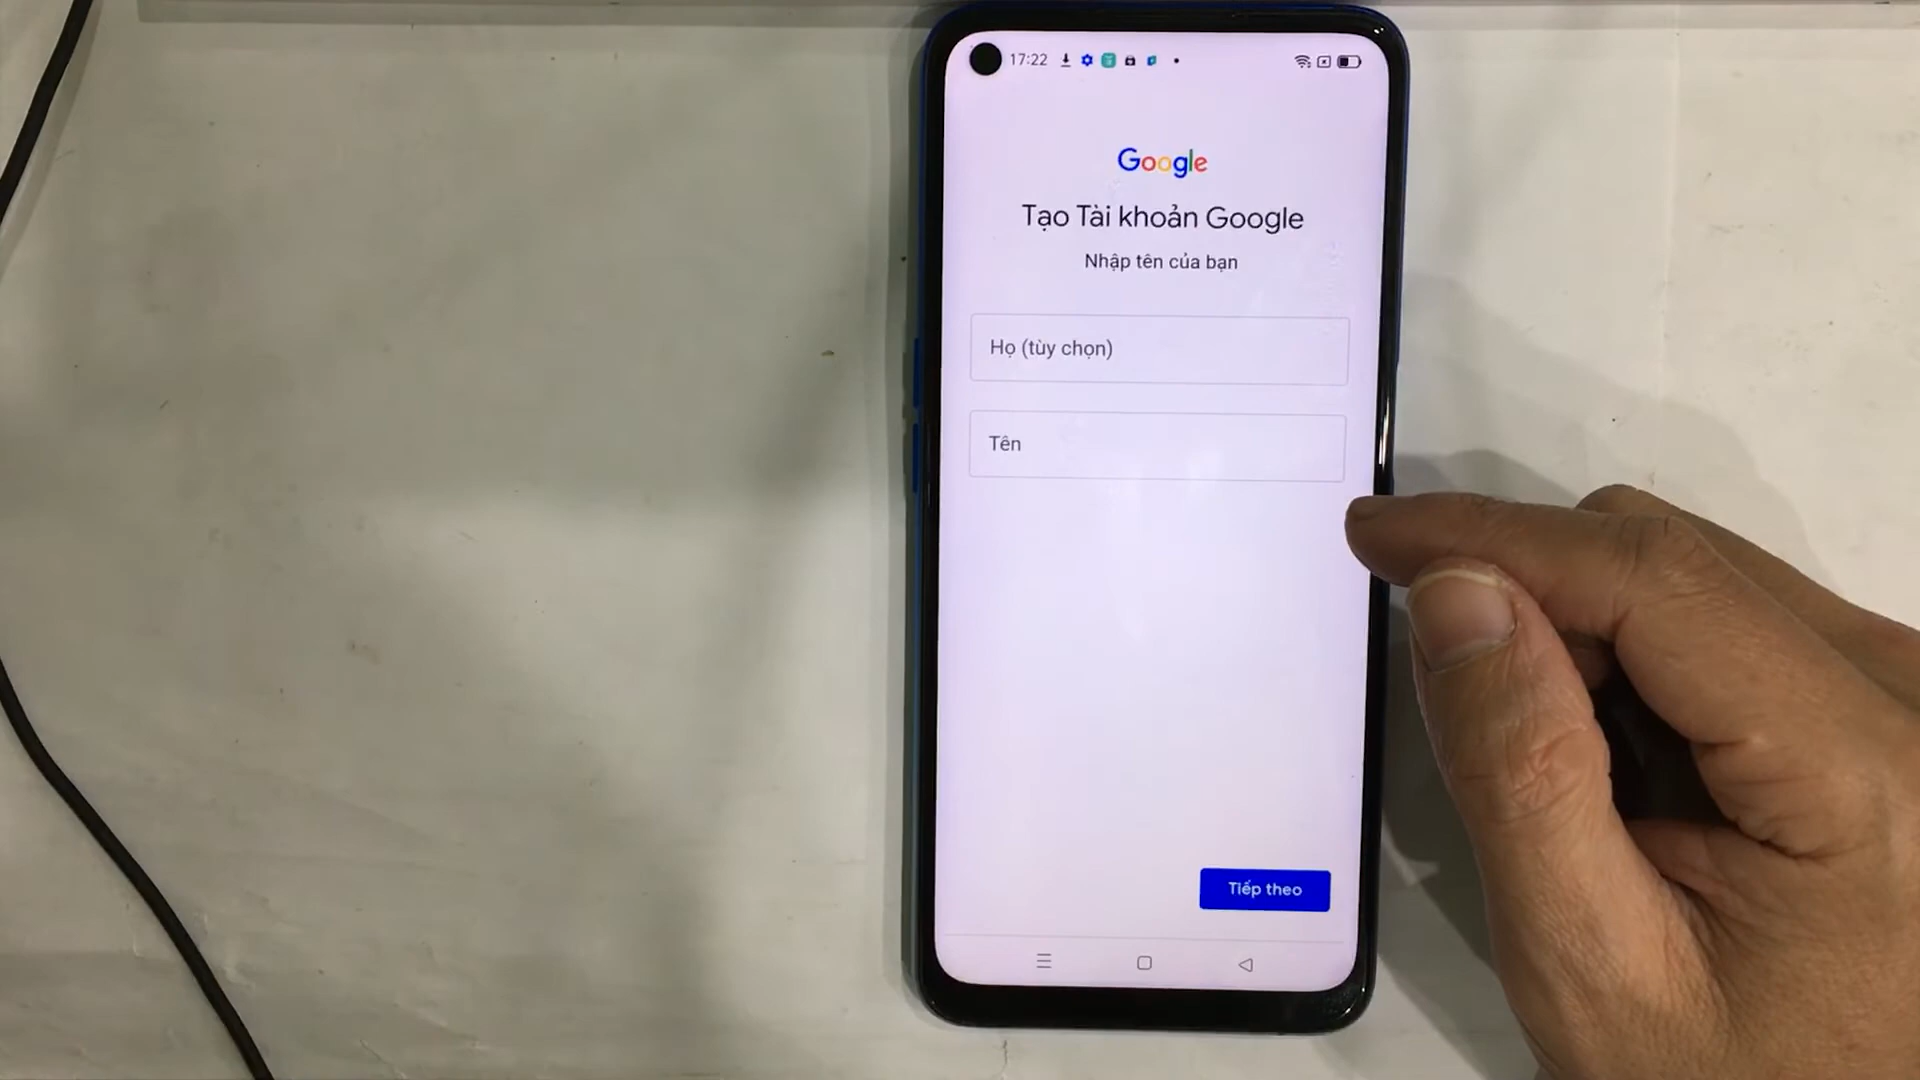 17:22
Google
Tạo Tài khoản Google
Nhập tên của bạn
Họ (tùy chọn)
Tên
Tiếp theo